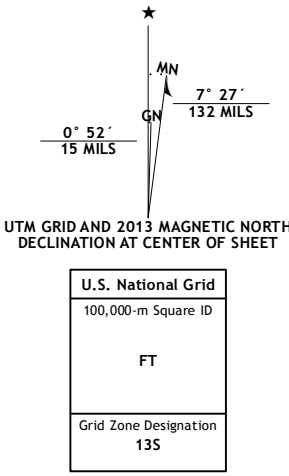 ★
MN
7° 27´
132 MILS
GN
0° 52´
15 MILS
UTM GRID AND 2013 MAGNETIC NORTH
DECLINATION AT CENTER OF SHEET
U.S. National Grid
100,000-m Square ID
FT
Grid Zone Designation
13S